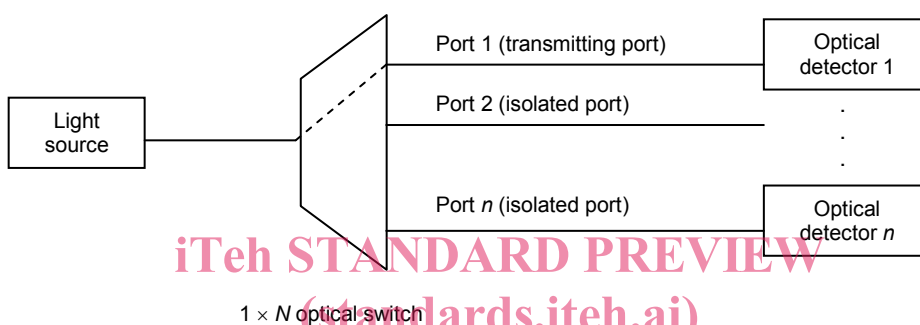 Port 1 (transmitting port)
Optical
detector 1
Port 2 (isolated port)
Light
source
.
.
.
Port n (isolated port)
Optical
detector n
iTeh STANDARD PREVIEW
1 × N optical switch
(standards.iteh.ai)